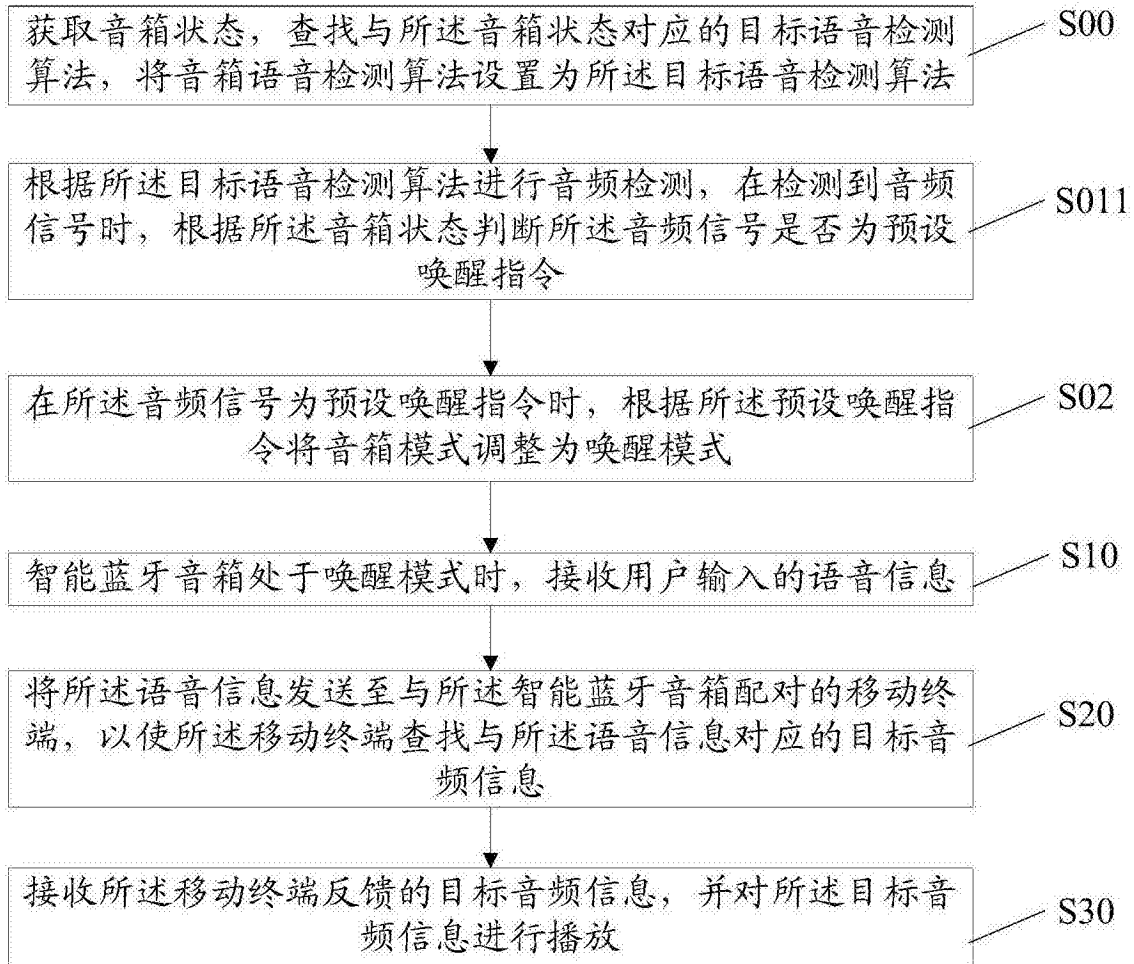 获取音箱状态，查找与所述音箱状态对应的目标语音检测
算法，将音箱语音检测算法设置为所述目标语音检测算法
S00
根据所述目标语音检测算法进行音频检测，在检测到音频
信号时，根据所述音箱状态判断所述音频信号是否为预设
唤醒指令
S011
在所述音频信号为预设唤醒指令时，根据所述预设唤醒指
令将音箱模式调整为唤醒模式
S02
智能蓝牙音箱处于唤醒模式时，接收用户输入的语音信息
S10
将所述语音信息发送至与所述智能蓝牙音箱配对的移动终
端，以使所述移动终端查找与所述语音信息对应的目标音
频信息
S20
接收所述移动终端反馈的目标音频信息，并对所述目标音
频信息进行播放
S30